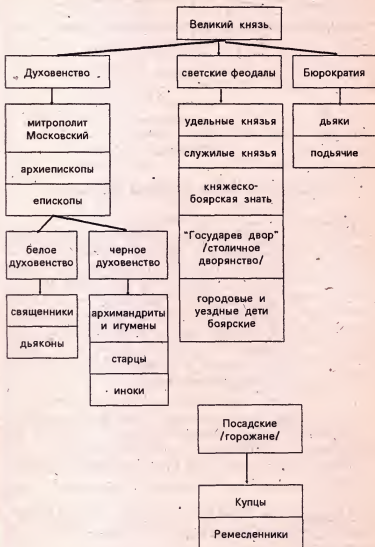 Великий князь
Духовенство
светские феодалы
Бюрократия
митрополит
Московский
архиепископы
епископы
удельные князья
служилые князья
княжеско-
боярская знать
"Государев двор"
/столичное
дворянство/
городовые и
уездные дети
боярские
дьяки
подьячие
белое
духовенство
черное
духовенство
священники
дьяконы
архимандриты
и игумены
старцы
иноки
Посадские
/горожане/
Купцы
Ремесленники